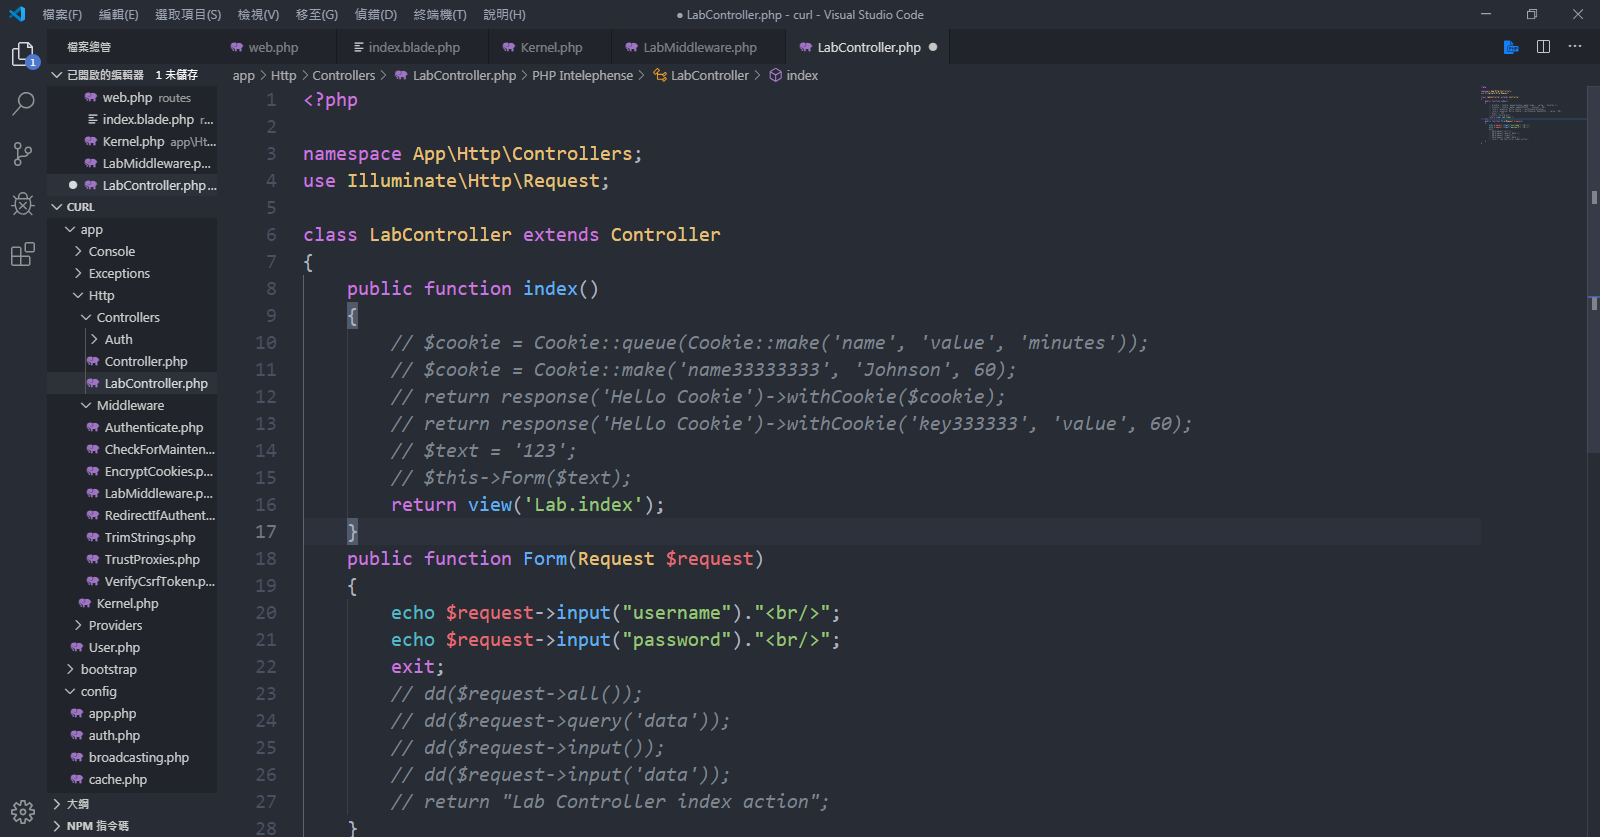 檔案(F) 編輯(E) 選取項目(S) 檢視(V) 移至(G) 偵錯(D) 終端機(T) 說明(H) ● LabController.php - curl - Visual Studio Code
檔案總管
web.php index.blade.php Kernel.php LabMiddleware.php LabController.php ●
已開啟的編輯器 1 未儲存
app > Http > Controllers > LabController.php > PHP Intelephense > LabController > index
1
web.php routes
index.blade.php r...
Kernel.php app\Ht...
LabMiddleware.p...
● LabController.php...
CURL
app
Console
Exceptions
Http
Controllers
Auth
Controller.php
LabController.php
Middleware
Authenticate.php
CheckForMainten...
EncryptCookies.p...
LabMiddleware.p...
RedirectIfAuthent...
TrimStrings.php
TrustProxies.php
VerifyCsrfToken.p...
Kernel.php
Providers
User.php
bootstrap
config
app.php
auth.php
broadcasting.php
cache.php
大綱
NPM 指令碼
1 <?php
2
3 namespace App\Http\Controllers;
4 use Illuminate\Http\Request;
5
6 class LabController extends Controller
7 {
8 public function index()
9 {
10 // $cookie = Cookie::queue(Cookie::make('name', 'value', 'minutes'));
11 // $cookie = Cookie::make('name33333333', 'Johnson', 60);
12 // return response('Hello Cookie')->withCookie($cookie);
13 // return response('Hello Cookie')->withCookie('key333333', 'value', 60);
14 // $text = '123';
15 // $this->Form($text);
16 return view('Lab.index');
17 }
18 public function Form(Request $request)
19 {
20 echo $request->input("username")."<br/>";
21 echo $request->input("password")."<br/>";
22 exit;
23 // dd($request->all());
24 // dd($request->query('data'));
25 // dd($request->input());
26 // dd($request->input('data'));
27 // return "Lab Controller index action";
28 }